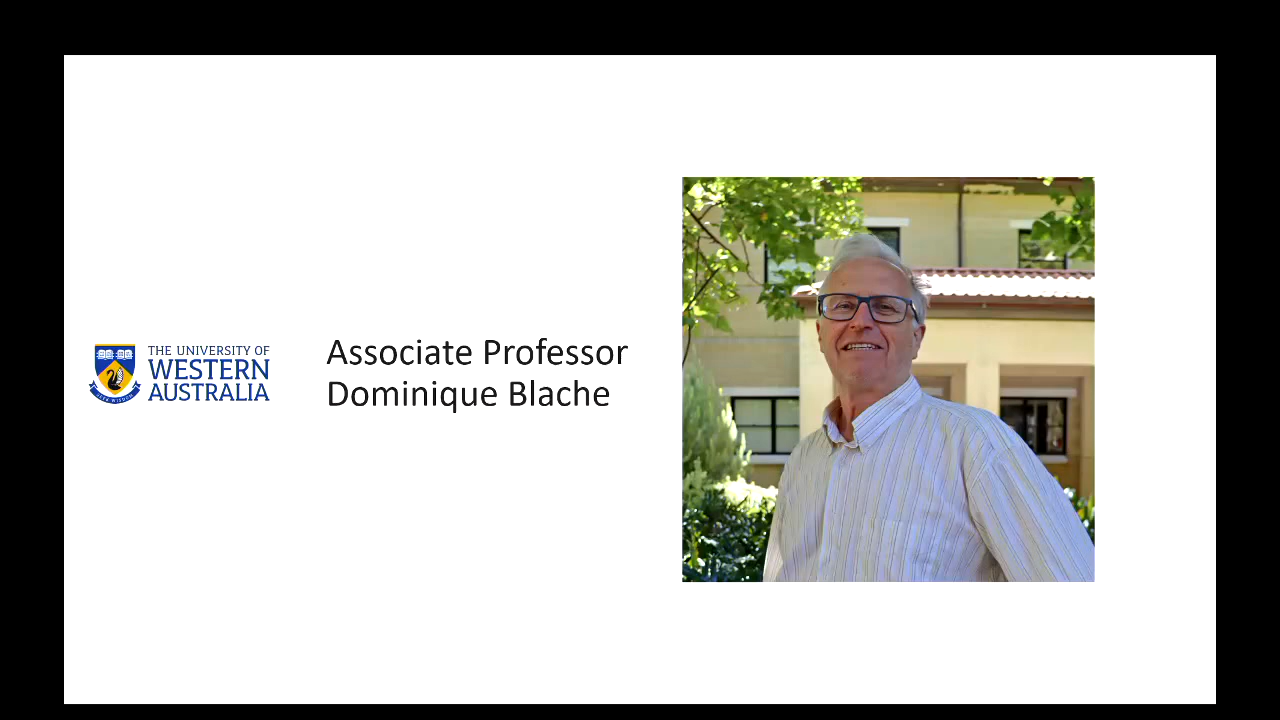 THE UNIVERSITY OF
WESTERN
AUSTRALIA
Associate Professor
Dominique Blache